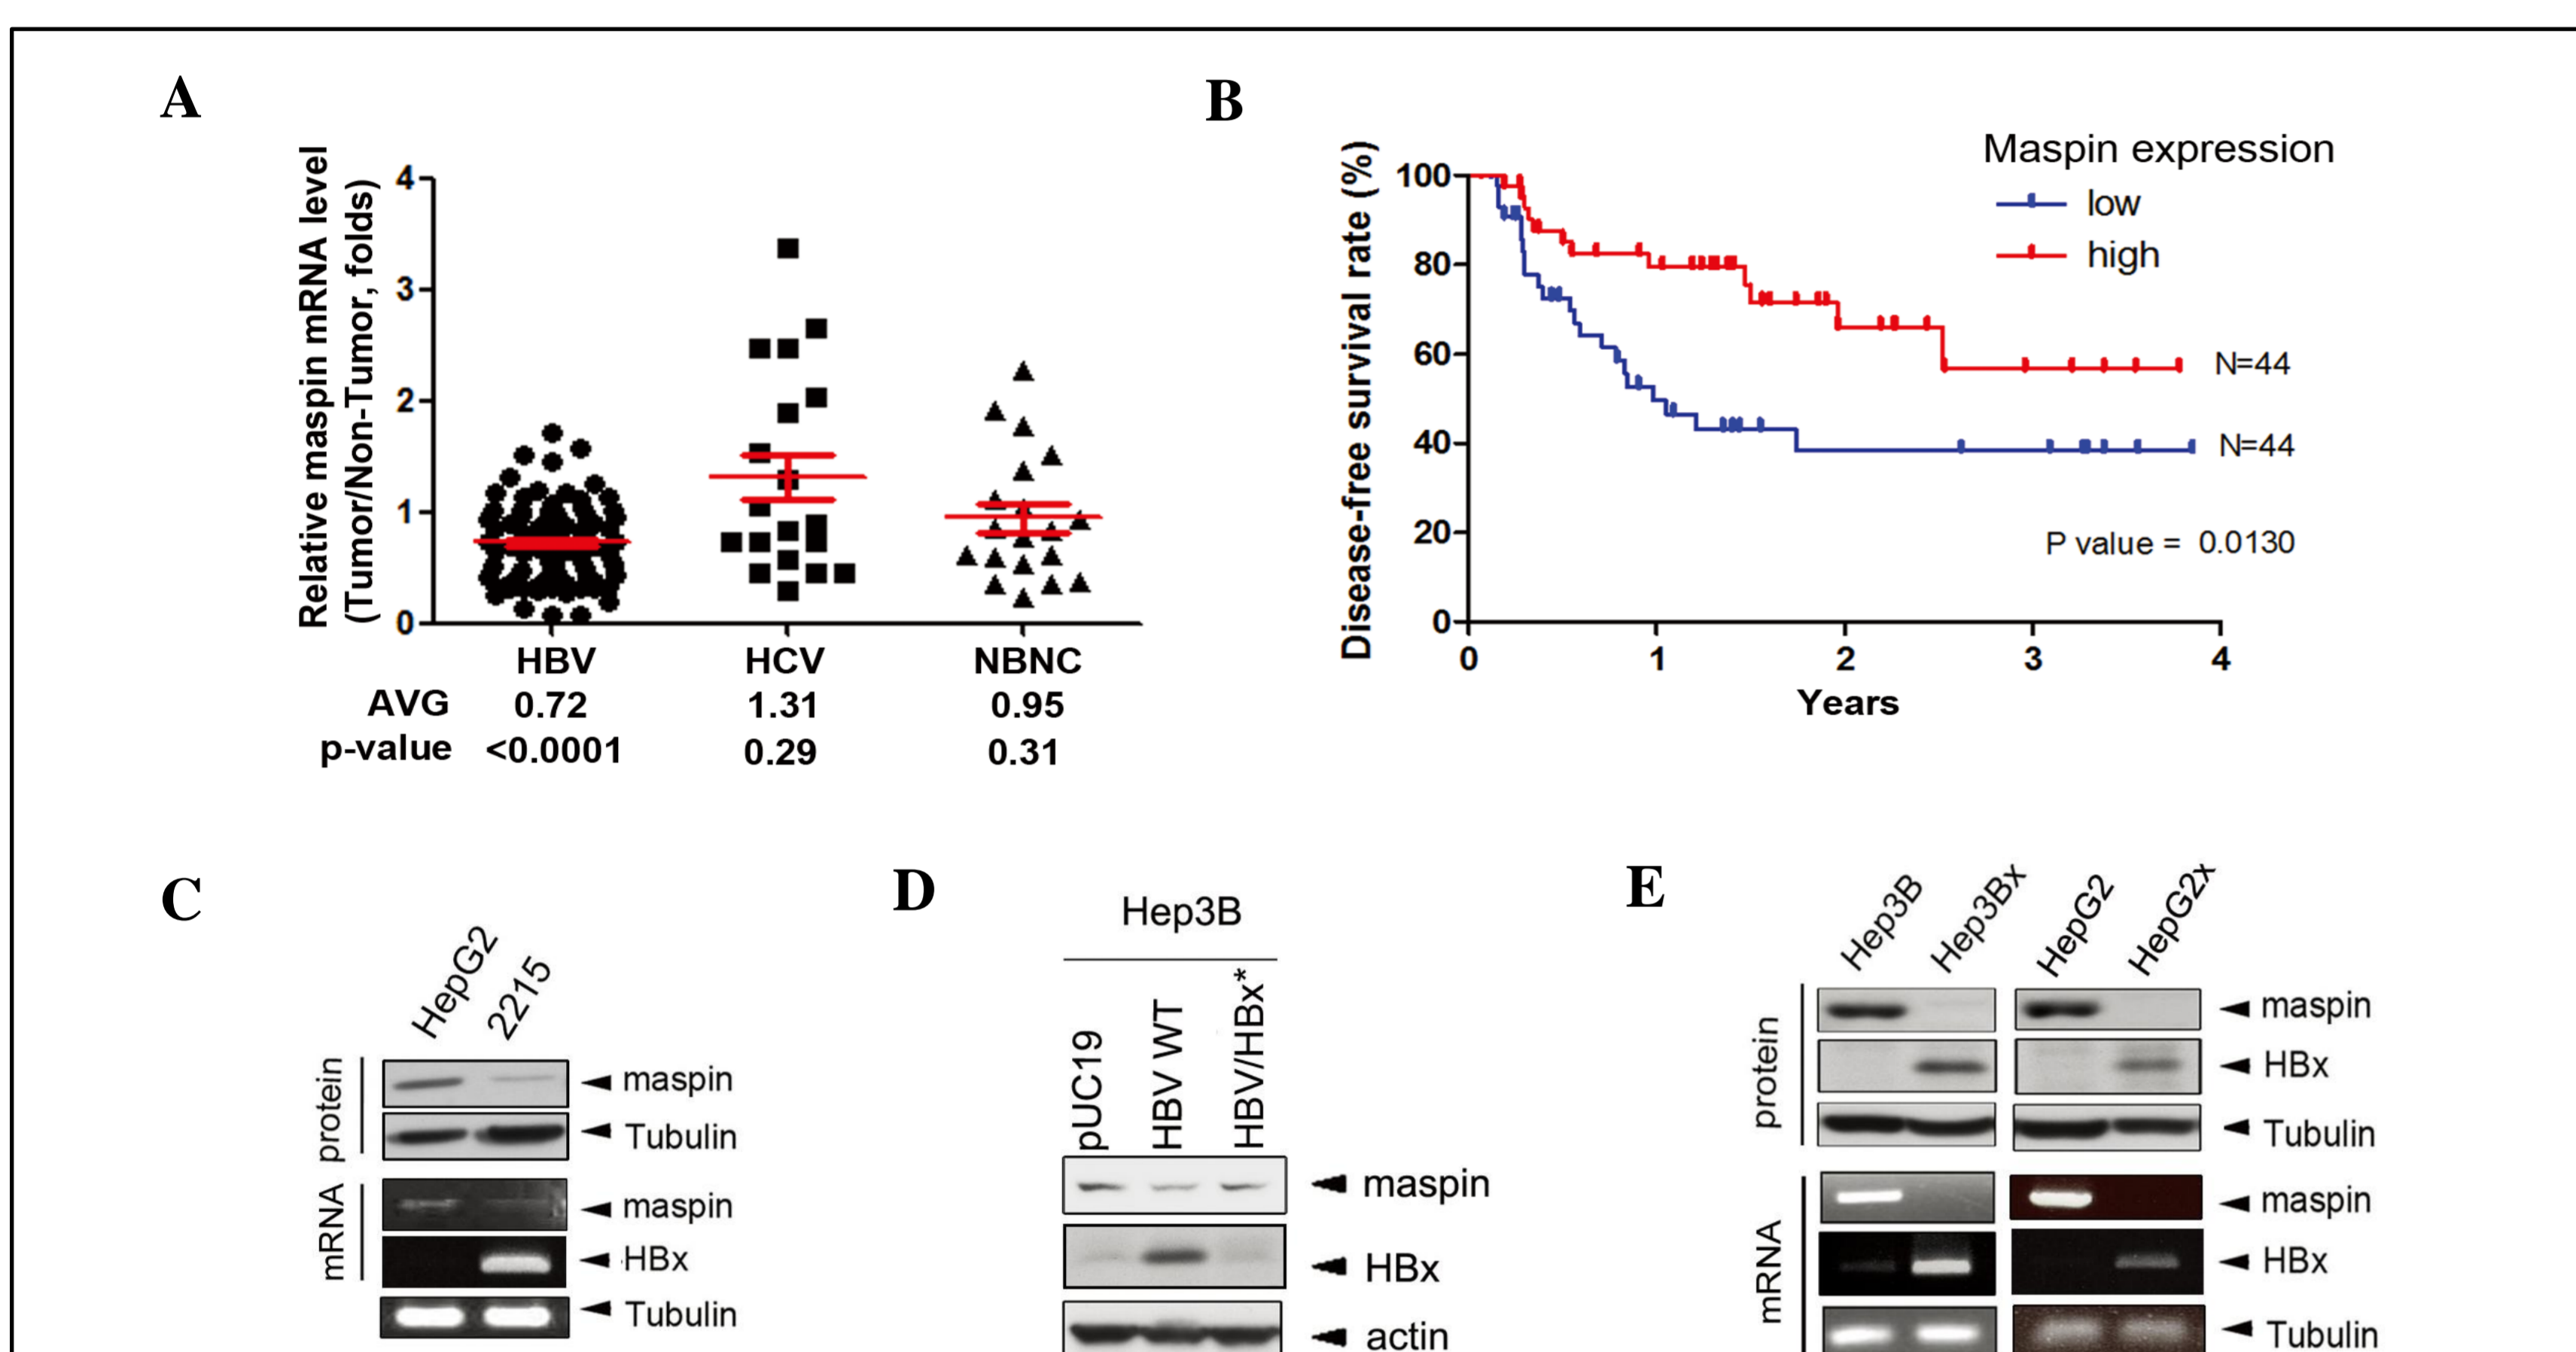 A
Relative maspin mRNA level
(Tumor/Non-Tumor, folds)
4
3
2
1
0
HBV HCV NBNC
AVG 0.72 1.31 0.95
p-value <0.0001 0.29 0.31
B
Disease-free survival rate (%)
100
80
60
40
20
0
0 1 2 3 4
Years
Maspin expression
low
high
N=44
N=44
P value = 0.0130
C
HepG2
2215
protein
maspin
Tubulin
mRNA
maspin
HBx
Tubulin
D
Hep3B
pUC19
HBV WT
HBV/HBx*
maspin
HBx
actin
E
Hep3B
Hep3Bx
HepG2
HepG2x
protein
maspin
HBx
Tubulin
mRNA
maspin
HBx
Tubulin